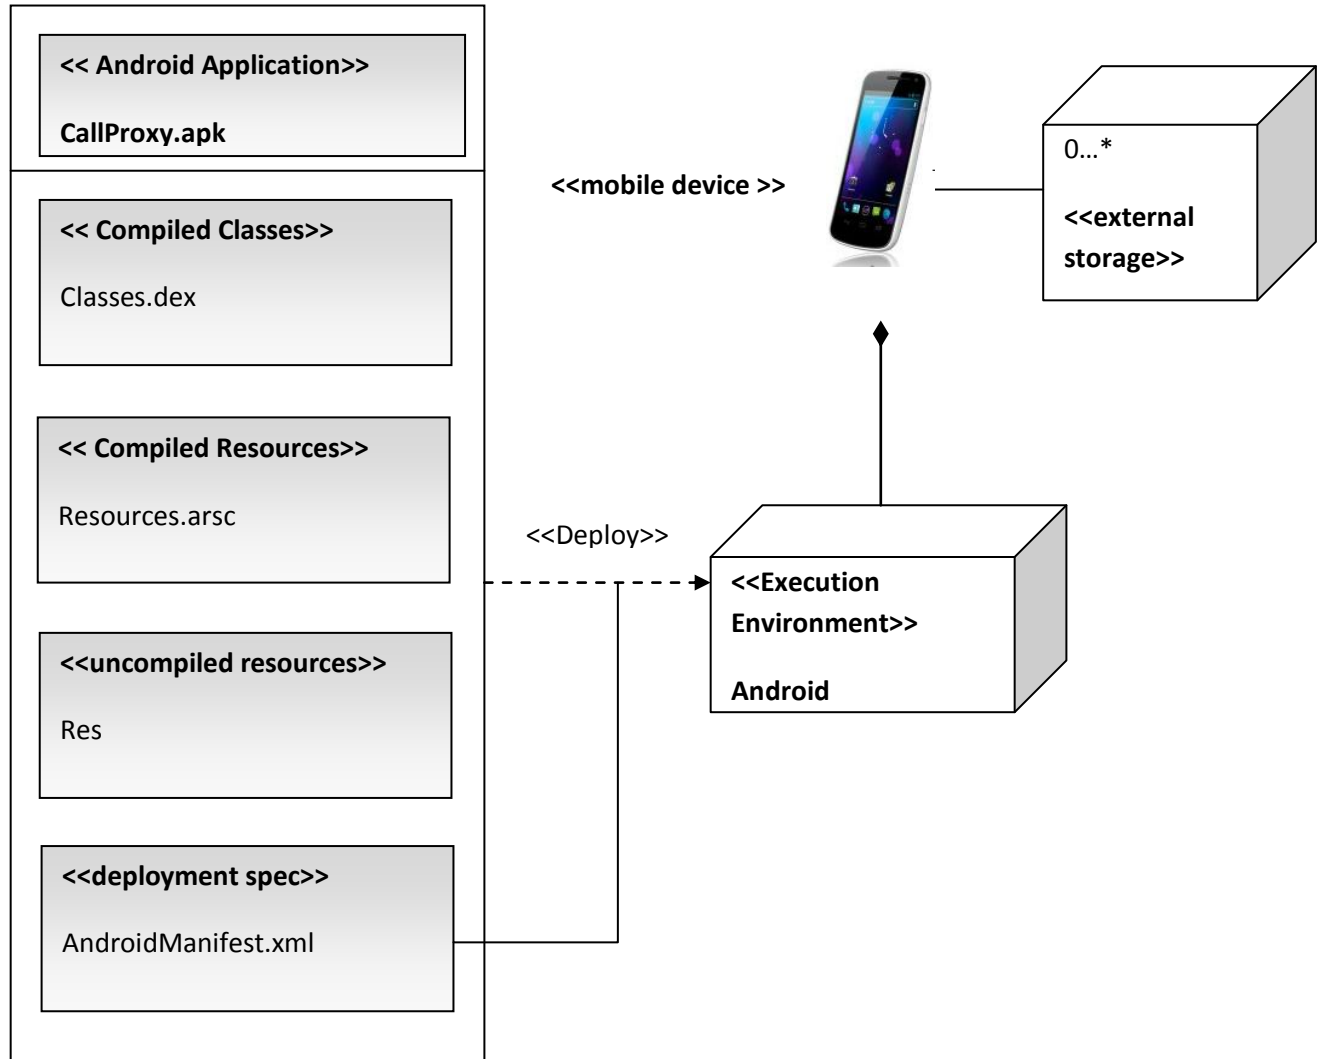 << Android Application>>
CallProxy.apk
<< Compiled Classes>>
Classes.dex
<< Compiled Resources>>
Resources.arsc
<<uncompiled resources>>
Res
<<deployment spec>>
AndroidManifest.xml
<<Deploy>>
<<mobile device >>
0...*
<<external
storage>>
<<Execution
Environment>>
Android